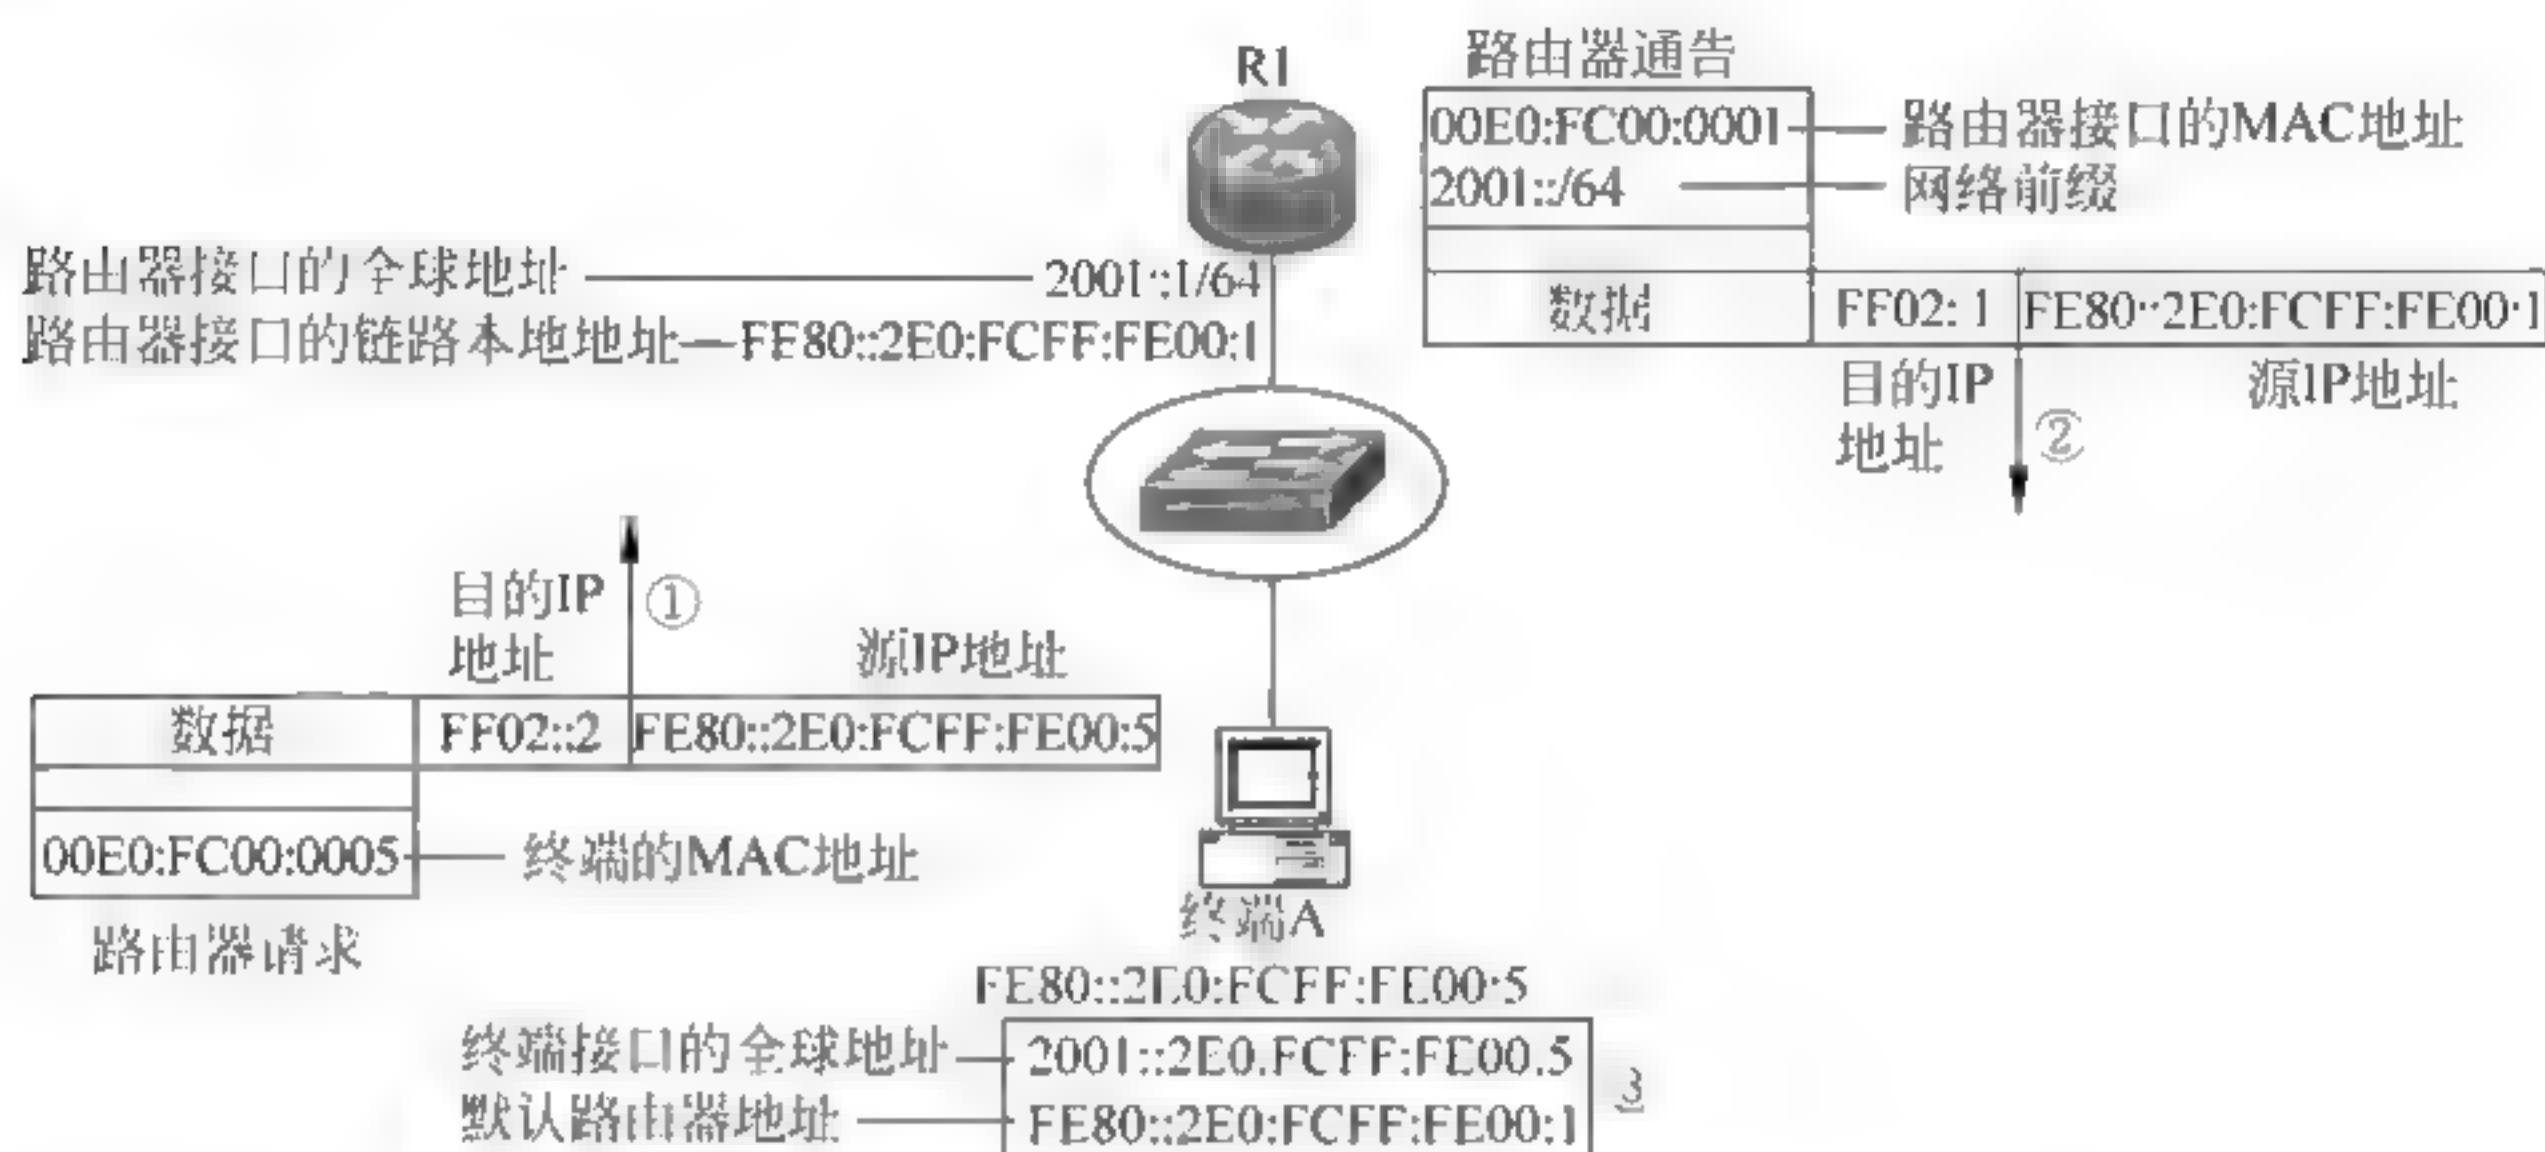 R1
路由器通告
00E0:FC00:0001
路由器接口的MAC地址
2001::/64
网络前缀
路由器接口的全球地址
2001::1/64
路由器接口的链路本地地址
FE80::2E0:FCFF:FE00:1
数据
FF02::1
FE80::2E0:FCFF:FE00:1
目的IP
地址
②
源IP地址
目的IP
地址
①
源IP地址
数据
FF02::2
FE80::2E0:FCFF:FE00:5
00E0:FC00:0005
终端的MAC地址
路由器请求
终端A
FE80::2E0:FCFF:FE00:5
终端接口的全球地址
2001::2E0:FCFF:FE00:5
③
默认路由器地址
FE80::2E0:FCFF:FE00:1